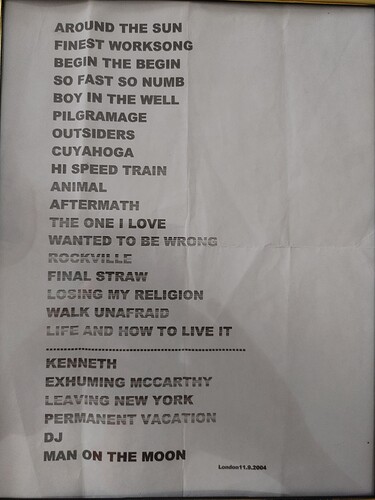 AROUND THE SUN
FINEST WORKSONG
BEGIN THE BEGIN
SO FAST SO NUMB
BOY IN THE WELL
PILGRAMAGE
OUTSIDERS
CUYAHOGA
HI SPEED TRAIN
ANIMAL
AFTERMATH
THE ONE I LOVE
WANTED TO BE WRONG
ROCKVILLE
FINAL STRAW
LOSING MY RELIGION
WALK UNAFRAID
LIFE AND HOW TO LIVE IT
KENNETH
EXHUMING MCCARTHY
LEAVING NEW YORK
PERMANENT VACATION
DJ
MAN ON THE MOON
London11.9.2004